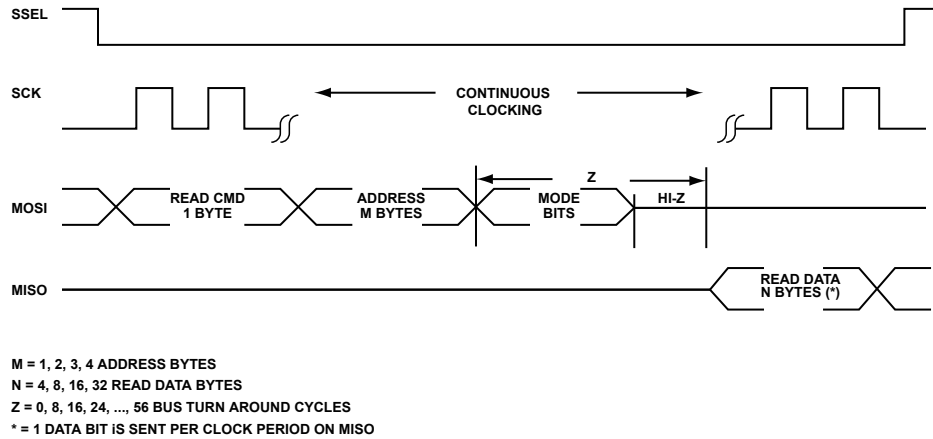 SSEL
SCK
CONTINUOUS
CLOCKING
Z
MOSI
READ CMD
1 BYTE
ADDRESS
M BYTES
MODE
BITS
HI-Z
MISO
READ DATA
N BYTES (*)
M = 1, 2, 3, 4 ADDRESS BYTES
N = 4, 8, 16, 32 READ DATA BYTES
Z = 0, 8, 16, 24, ..., 56 BUS TURN AROUND CYCLES
* = 1 DATA BIT iS SENT PER CLOCK PERIOD ON MISO